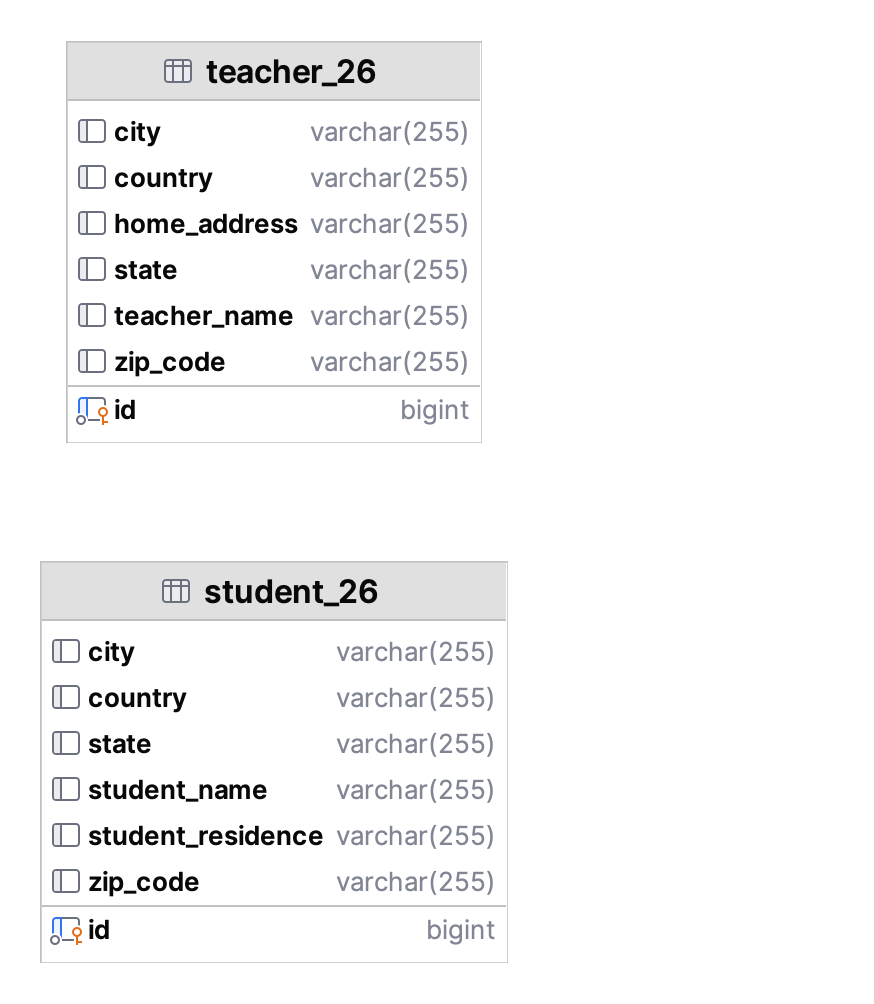 teacher_26
city varchar(255)
country varchar(255)
home_address varchar(255)
state varchar(255)
teacher_name varchar(255)
zip_code varchar(255)
id bigint
student_26
city varchar(255)
country varchar(255)
state varchar(255)
student_name varchar(255)
student_residence varchar(255)
zip_code varchar(255)
id bigint